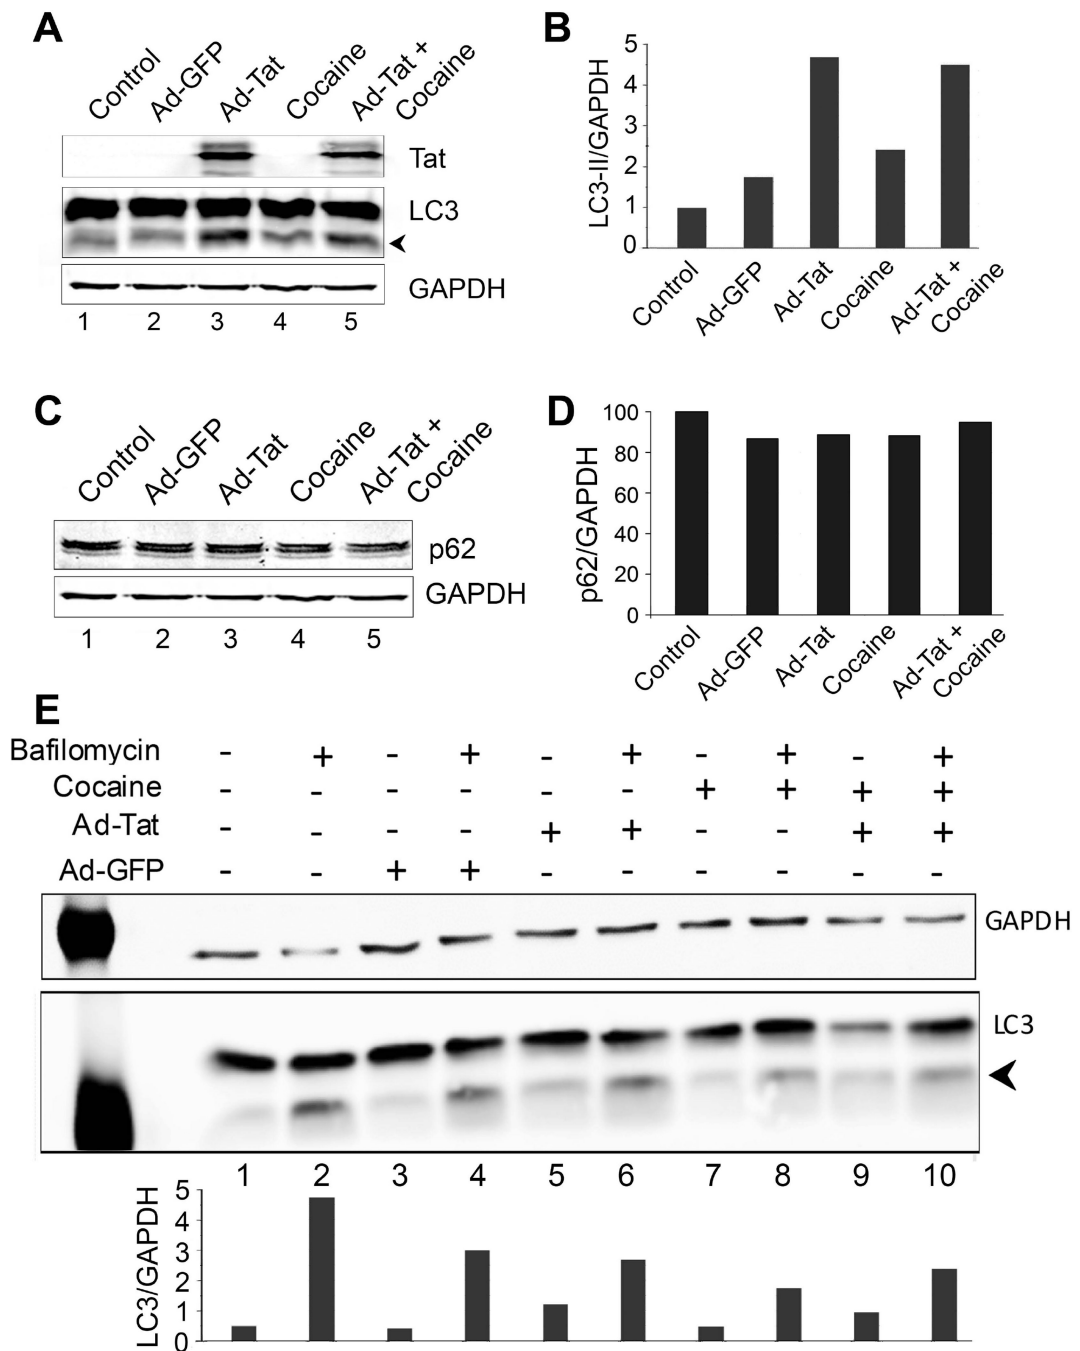 A
Control
Ad-GFP
Ad-Tat
Cocaine
Ad-Tat +
Cocaine
Tat
LC3
GAPDH
1 2 3 4 5
B
LC3-II/GAPDH
5
4
3
2
1
0
Control
Ad-GFP
Ad-Tat
Cocaine
Ad-Tat +
Cocaine
C
Control
Ad-GFP
Ad-Tat
Cocaine
Ad-Tat +
Cocaine
p62
GAPDH
1 2 3 4 5
D
p62/GAPDH
100
80
60
40
20
0
Control
Ad-GFP
Ad-Tat
Cocaine
Ad-Tat +
Cocaine
E
Bafilomycin - + - + - + - + - +
Cocaine - - - - - - + + + +
Ad-Tat - - - - + + - - + +
Ad-GFP - - + + - - - - - -
GAPDH
LC3
1 2 3 4 5 6 7 8 9 10
LC3/GAPDH
5
4
3
2
1
0